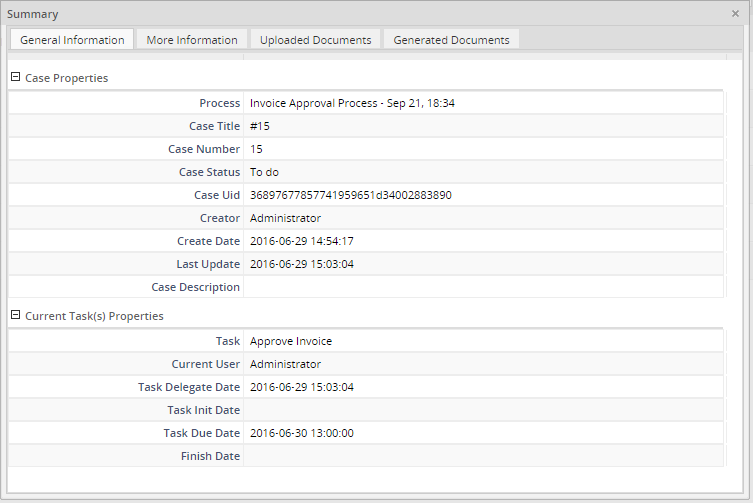 Summary
General Information More Information Uploaded Documents Generated Documents
Case Properties
Process Invoice Approval Process - Sep 21, 18:34
Case Title #15
Case Number 15
Case Status To do
Case Uid 36897677857741959651d34002883890
Creator Administrator
Create Date 2016-06-29 14:54:17
Last Update 2016-06-29 15:03:04
Case Description
Current Task(s) Properties
Task Approve Invoice
Current User Administrator
Task Delegate Date 2016-06-29 15:03:04
Task Init Date
Task Due Date 2016-06-30 13:00:00
Finish Date